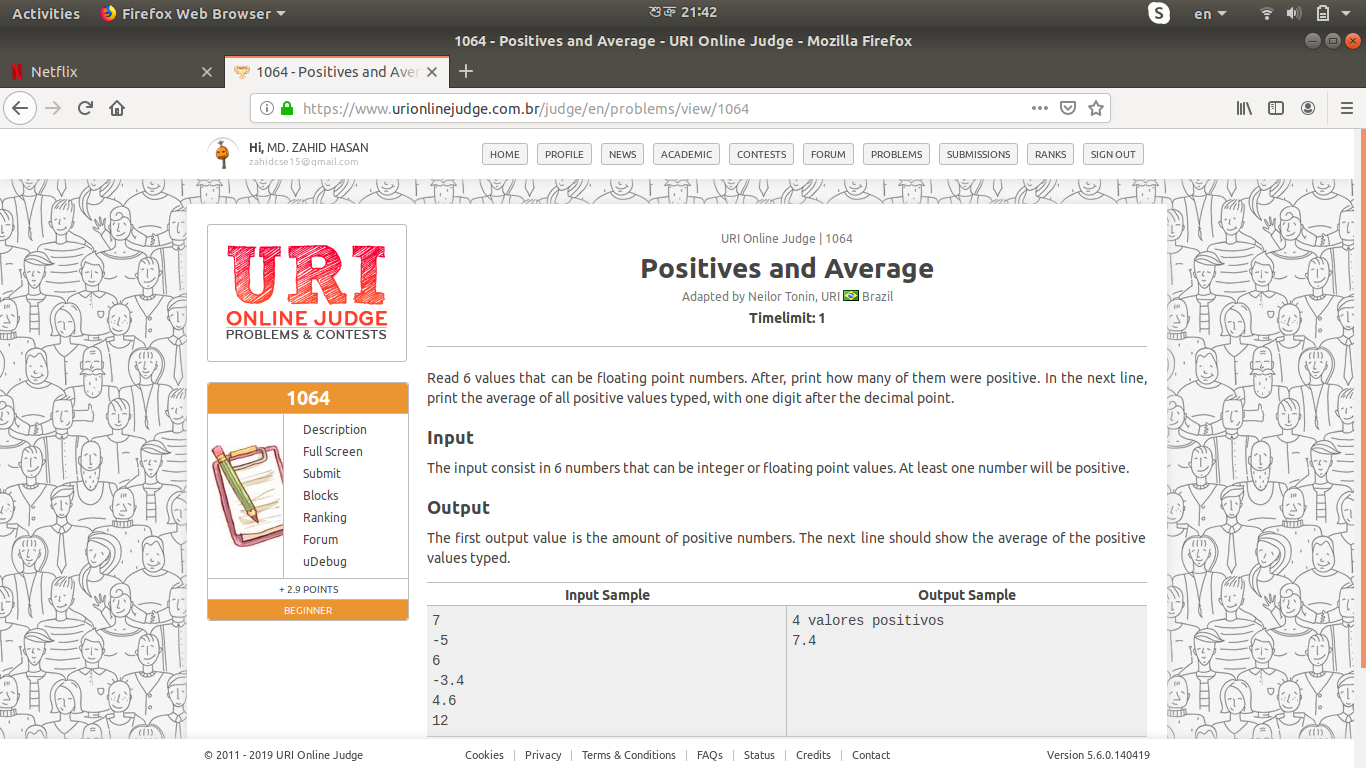 Activities Firefox Web Browser শুক্র 21:42 S en
1064 - Positives and Average - URI Online Judge - Mozilla Firefox
Netflix 1064 - Positives and Aver
https://www.urionlinejudge.com.br/judge/en/problems/view/1064
Hi, MD. ZAHID HASAN
zahidcse15@gmail.com
HOME PROFILE NEWS ACADEMIC CONTESTS FORUM PROBLEMS SUBMISSIONS RANKS SIGN OUT
URI
ONLINE JUDGE
PROBLEMS & CONTESTS
1064
Description
Full Screen
Submit
Blocks
Ranking
Forum
uDebug
+ 2.9 POINTS
BEGINNER
URI Online Judge | 1064
Positives and Average
Adapted by Neilor Tonin, URI Brazil
Timelimit: 1
Read 6 values that can be floating point numbers. After, print how many of them were positive. In the next line,
print the average of all positive values typed, with one digit after the decimal point.
Input
The input consist in 6 numbers that can be integer or floating point values. At least one number will be positive.
Output
The first output value is the amount of positive numbers. The next line should show the average of the positive
values typed.
Input Sample Output Sample
7 4 valores positivos
-5 7.4
6
-3.4
4.6
12
© 2011 - 2019 URI Online Judge Cookies | Privacy | Terms & Conditions | FAQs | Status | Credits | Contact Version 5.6.0.140419